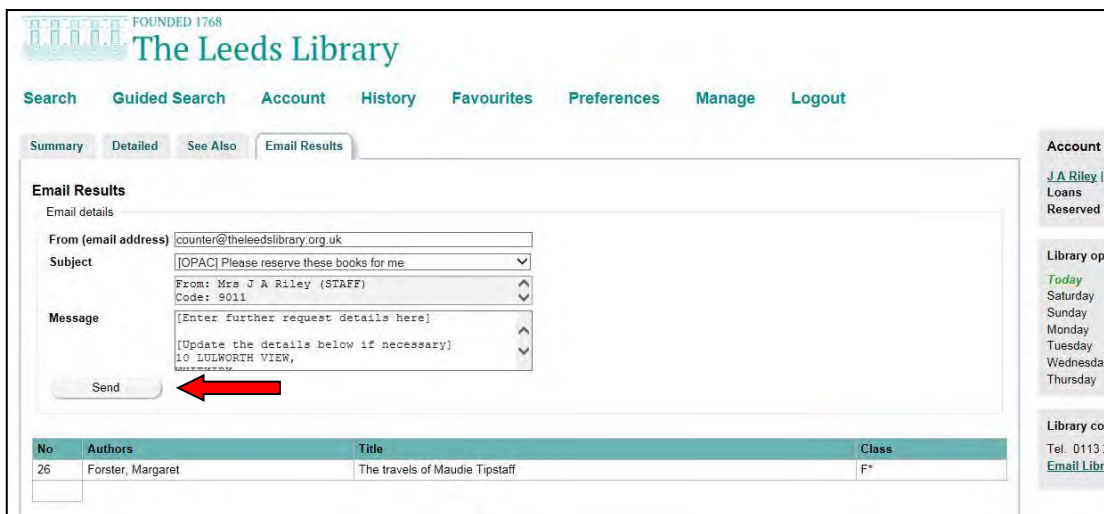 FOUNDED 1768
The Leeds Library
Search Guided Search Account History Favourites Preferences Manage Logout
Summary Detailed See Also Email Results
Email Results
Email details
From (email address) counter@theleedslibrary.org.uk
Subject [OPAC] Please reserve these books for me
From: Mrs J A Riley (STAFF)
Code: 9011
Message [Enter further request details here]
[Update the details below if necessary]
10 LULWORTH VIEW,
Send
No Authors Title Class
26 Forster, Margaret The travels of Maudie Tipstaff F*
Account
J A Riley |
Loans
Reserved
Library op
Today
Saturday
Sunday
Monday
Tuesday
Wednesda
Thursday
Library co
Tel. 0113
Email Libr